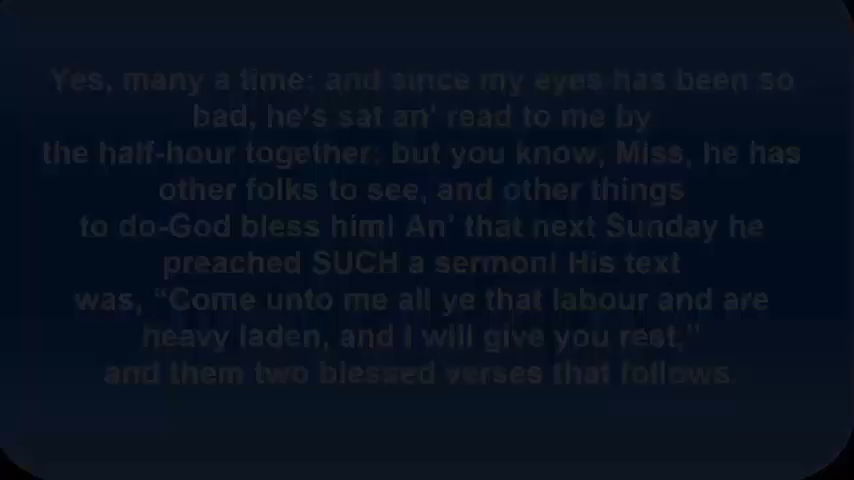 Yes, many a time; and since my eyes has been so
bad, he's sat an' read to me by
the half-hour together: but you know, Miss, he has
other folks to see, and other things
to do-God bless him! An' that next Sunday he
preached SUCH a sermon! His text
was, “Come unto me all ye that labour and are
heavy laden, and I will give you rest,”
and them two blessed verses that follows.